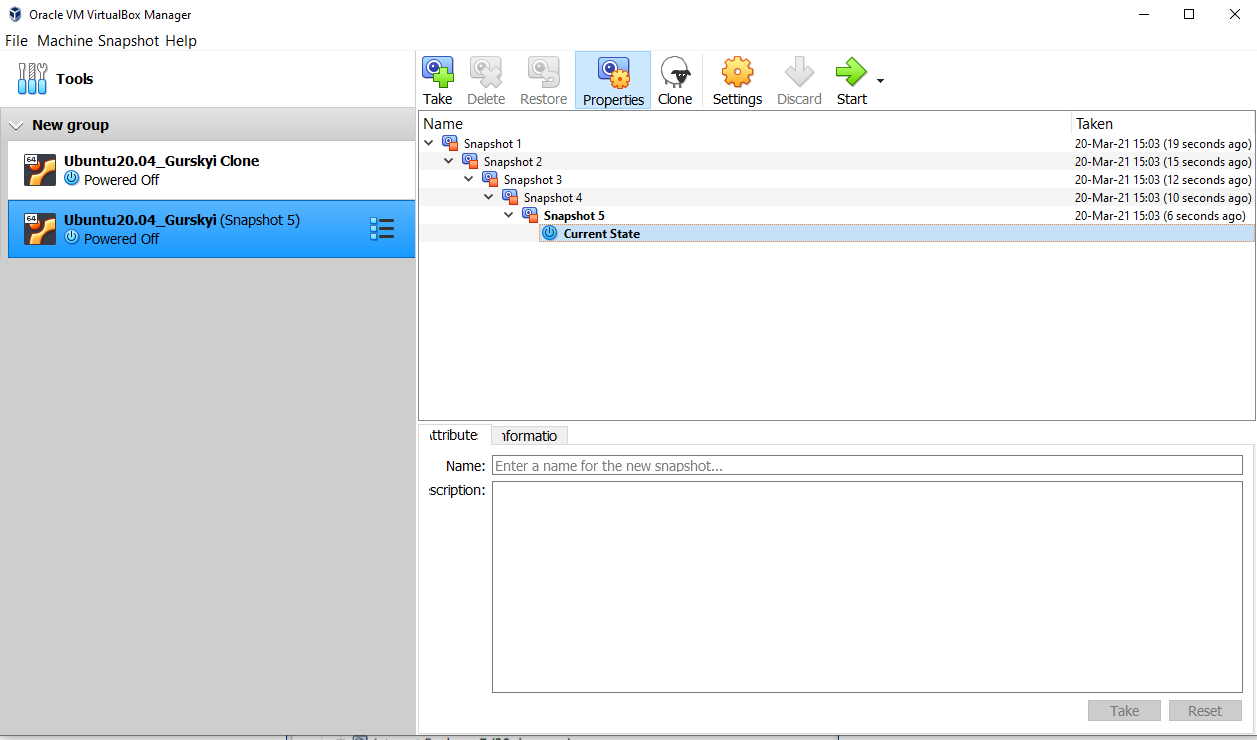 Oracle VM VirtualBox Manager
File Machine Snapshot Help
Tools
Take Delete Restore Properties Clone Settings Discard Start
New group
64
Ubuntu20.04_Gurskyi Clone
Powered Off
64
Ubuntu20.04_Gurskyi (Snapshot 5)
Powered Off
Name Taken
Snapshot 1 20-Mar-21 15:03 (19 seconds ago)
Snapshot 2 20-Mar-21 15:03 (15 seconds ago)
Snapshot 3 20-Mar-21 15:03 (12 seconds ago)
Snapshot 4 20-Mar-21 15:03 (10 seconds ago)
Snapshot 5 20-Mar-21 15:03 (6 seconds ago)
Current State
ttribute nformatio
Name: Enter a name for the new snapshot...
scription:
Take Reset